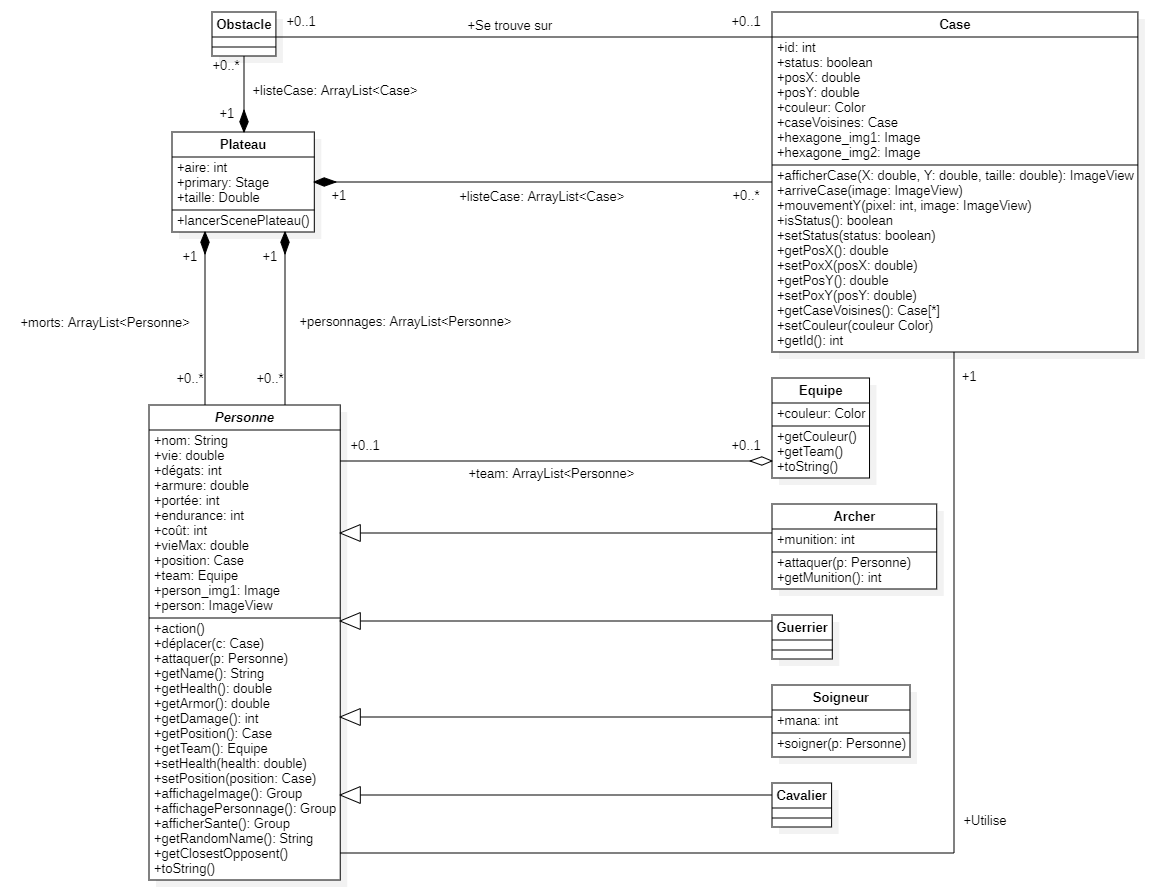 Obstacle
+0..1
+Se trouve sur
+0..1
+0..*
+listeCase: ArrayList<Case>
+1
Case
+id: int
+status: boolean
+posX: double
+posY: double
+couleur: Color
+caseVoisines: Case
+hexagone_img1: Image
+hexagone_img2: Image
+afficherCase(X: double, Y: double, taille: double): ImageView
+arriveCase(image: ImageView)
+mouvementY(pixel: int, image: ImageView)
+isStatus(): boolean
+setStatus(status: boolean)
+getPosX(): double
+setPoxX(posX: double)
+getPosY(): double
+setPoxY(posY: double)
+getCaseVoisines(): Case[*]
+setCouleur(couleur Color)
+getId(): int
Plateau
+aire: int
+primary: Stage
+taille: Double
+lancerScenePlateau()
+1
+listeCase: ArrayList<Case>
+0..*
+1
+1
+morts: ArrayList<Personne>
+personnages: ArrayList<Personne>
+0..*
+0..*
+1
Personne
+nom: String
+vie: double
+dégats: int
+armure: double
+portée: int
+endurance: int
+coût: int
+vieMax: double
+position: Case
+team: Equipe
+person_img1: Image
+person: ImageView
+action()
+déplacer(c: Case)
+attaquer(p: Personne)
+getName(): String
+getHealth(): double
+getArmor(): double
+getDamage(): int
+getPosition(): Case
+getTeam(): Equipe
+setHealth(health: double)
+setPosition(position: Case)
+affichageImage(): Group
+affichagePersonnage(): Group
+afficherSante(): Group
+getRandomName(): String
+getClosestOpposent()
+toString()
+0..1
+team: ArrayList<Personne>
+0..1
Equipe
+couleur: Color
+getCouleur()
+getTeam()
+toString()
Archer
+munition: int
+attaquer(p: Personne)
+getMunition(): int
Guerrier
Soigneur
+mana: int
+soigner(p: Personne)
Cavalier
+Utilise